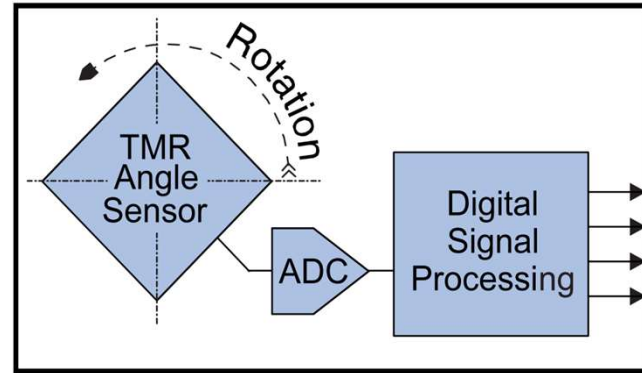 Rotation
TMR
Angle
Sensor
ADC
Digital
Signal
Processing